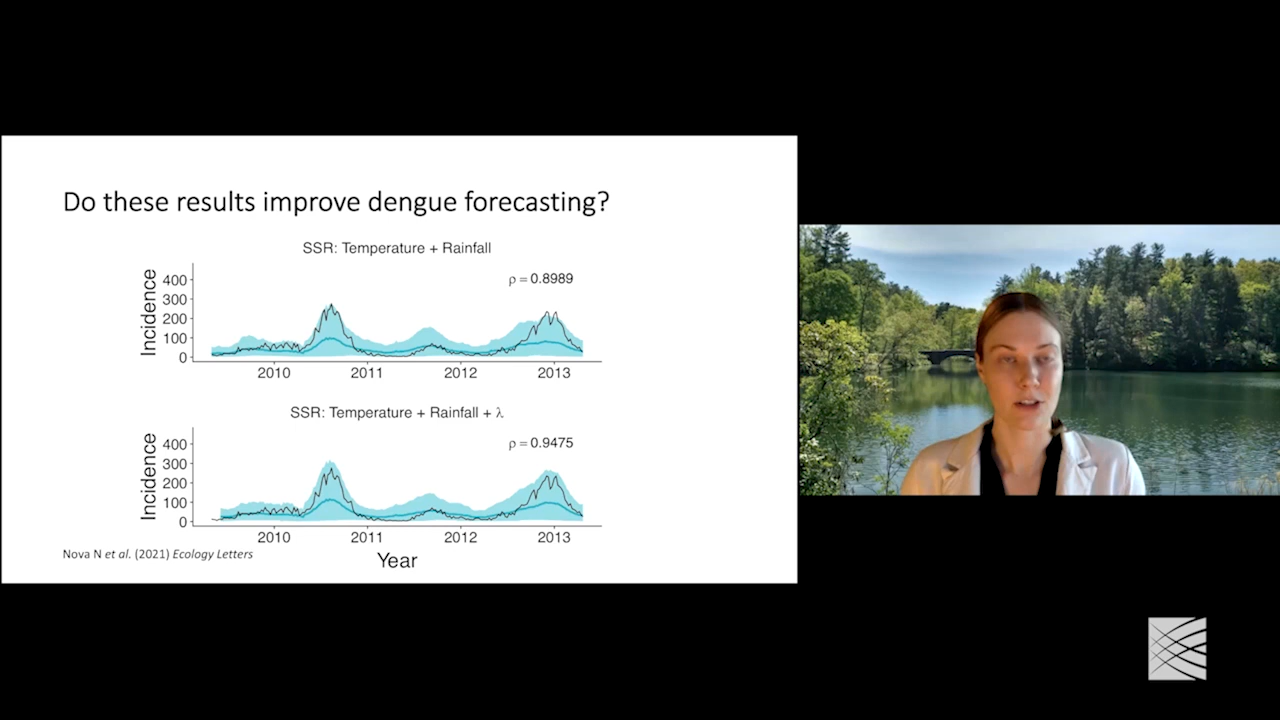 Do these results improve dengue forecasting?
SSR: Temperature + Rainfall
Incidence
400
300
200
100
0
ρ = 0.8989
2010 2011 2012 2013
SSR: Temperature + Rainfall + λ
Incidence
400
300
200
100
0
ρ = 0.9475
2010 2011 2012 2013
Year
Nova N et al. (2021) Ecology Letters